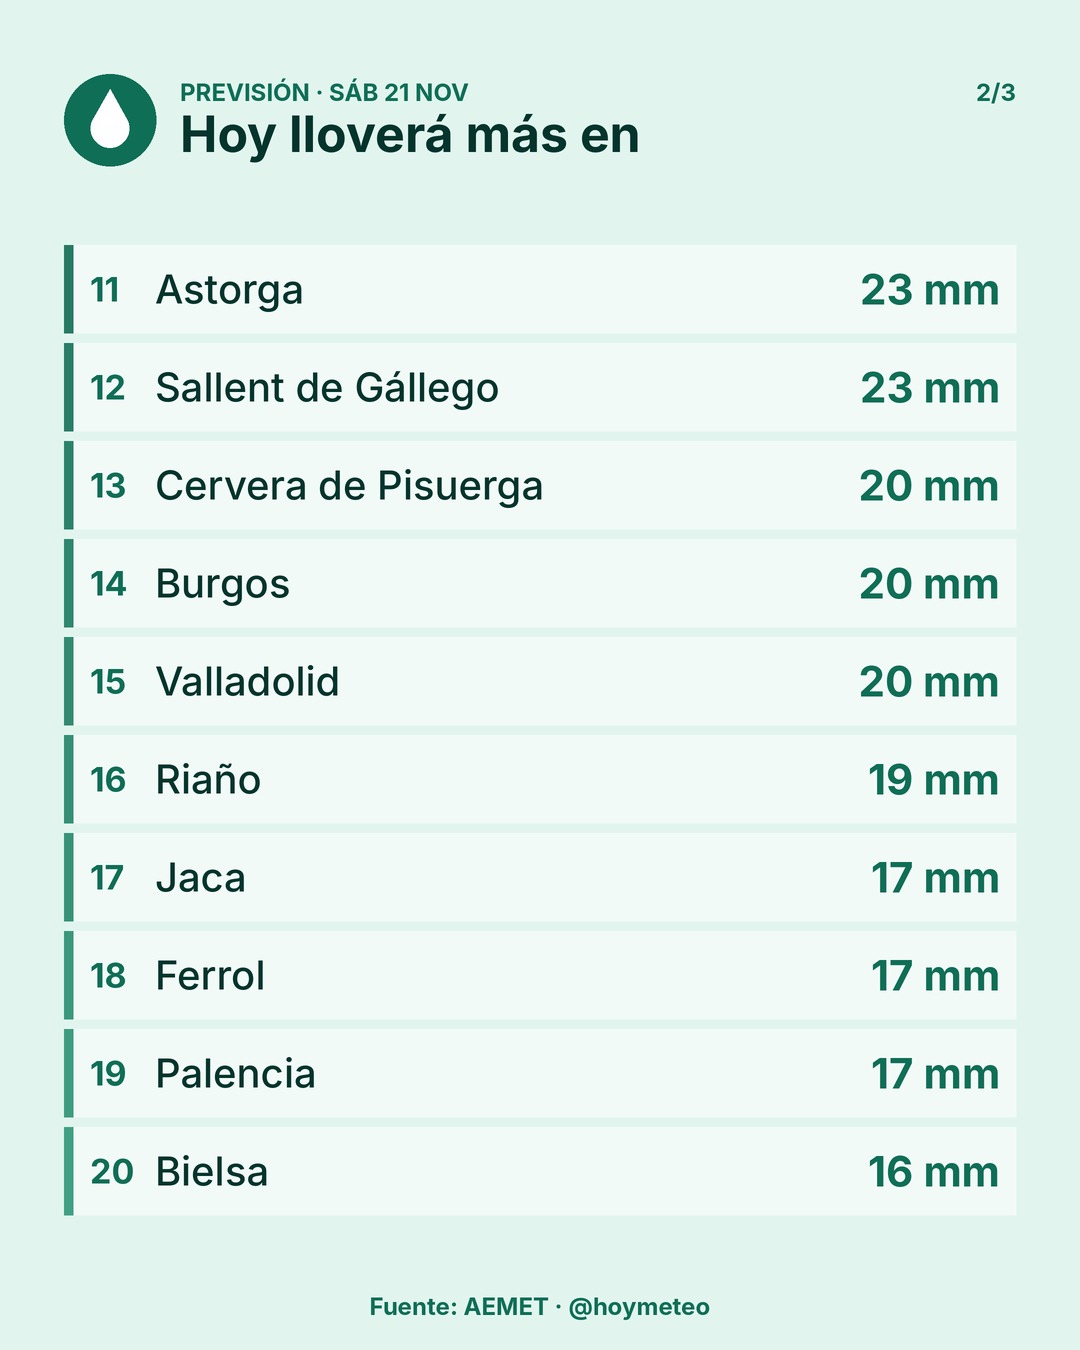 PREVISIÓN · SÁB 21 NOV
2/3
Hoy lloverá más en
11 Astorga 23 mm
12 Sallent de Gállego 23 mm
13 Cervera de Pisuerga 20 mm
14 Burgos 20 mm
15 Valladolid 20 mm
16 Riaño 19 mm
17 Jaca 17 mm
18 Ferrol 17 mm
19 Palencia 17 mm
20 Bielsa 16 mm
Fuente: AEMET · @hoymeteo